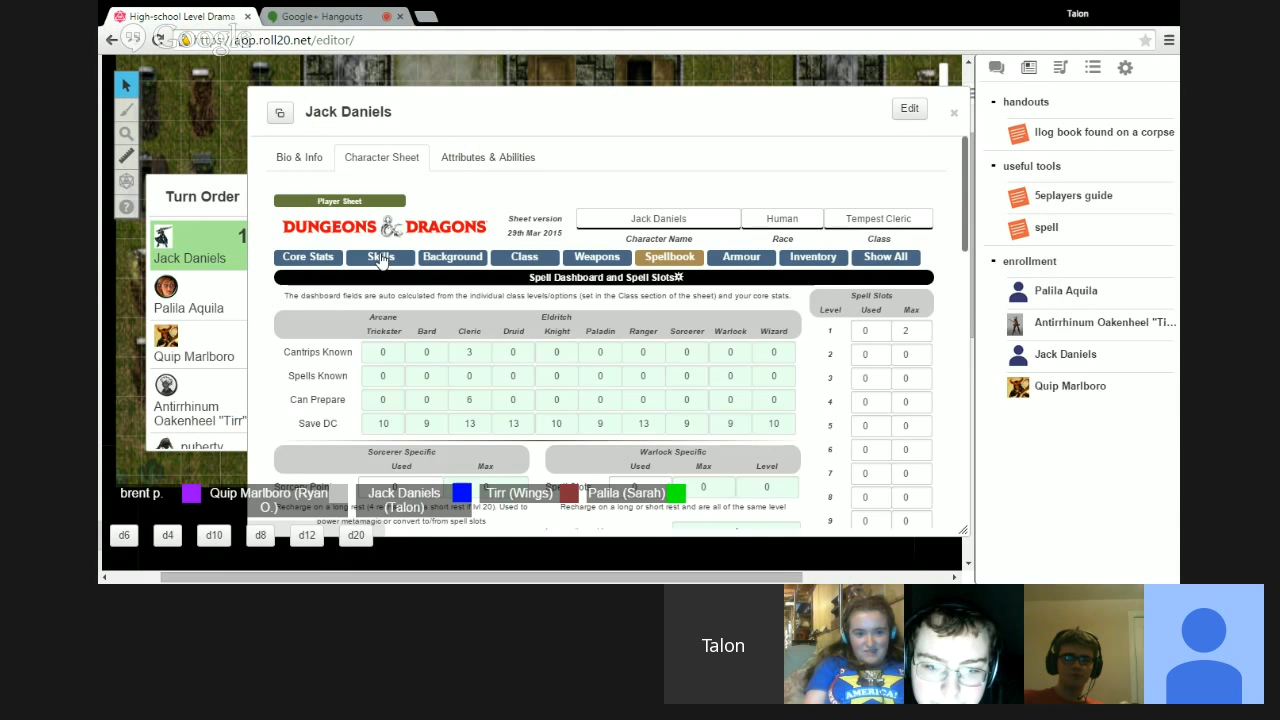 High-school Level Drama
Google+ Hangouts
Talon
Google
app.roll20.net/editor/
Jack Daniels
Edit
Bio & Info
Character Sheet
Attributes & Abilities
Player Sheet
DUNGEONS & DRAGONS
Sheet version
29th Mar 2015
Jack Daniels
Human
Tempest Cleric
Character Name
Race
Class
Core Stats
Skills
Background
Class
Weapons
Spellbook
Armour
Inventory
Show All
Spell Dashboard and Spell Slots
The dashboard fields are auto calculated from the individual class levels/options (set in the Class section of the sheet) and your core stats.
Arcane Trickster Bard Cleric Druid Eldritch Knight Paladin Ranger Sorcerer Warlock Wizard
Cantrips Known 0 0 3 0 0 0 0 0 0 0
Spells Known 0 0 0 0 0 0 0 0 0 0
Can Prepare 0 0 6 0 0 0 0 0 0 0
Save DC 10 9 13 13 10 9 13 9 9 10
Spell Slots
Level Used Max
1 0 2
2 0 0
3 0 0
4 0 0
5 0 0
6 0 0
7 0 0
8 0 0
9 0 0
Sorcerer Specific
Used Max
Warlock Specific
Used Max Level
0 0 0
Recharge on a long or short rest and are all of the same level
power metamagic or convert to/from spell slots
Turn Order
1
Jack Daniels
Palila Aquila
Quip Marlboro
Antirrhinum
Oakenheel "Tirr"
puberty
brent p.
Quip Marlboro (Ryan
O.)
Jack Daniels
(Talon)
Tirr (Wings)
Palila (Sarah)
d6
d4
d10
d8
d12
d20
handouts
llog book found on a corpse
useful tools
5eplayers guide
spell
enrollment
Palila Aquila
Antirrhinum Oakenheel "Ti...
Jack Daniels
Quip Marlboro
Talon
AMERICA